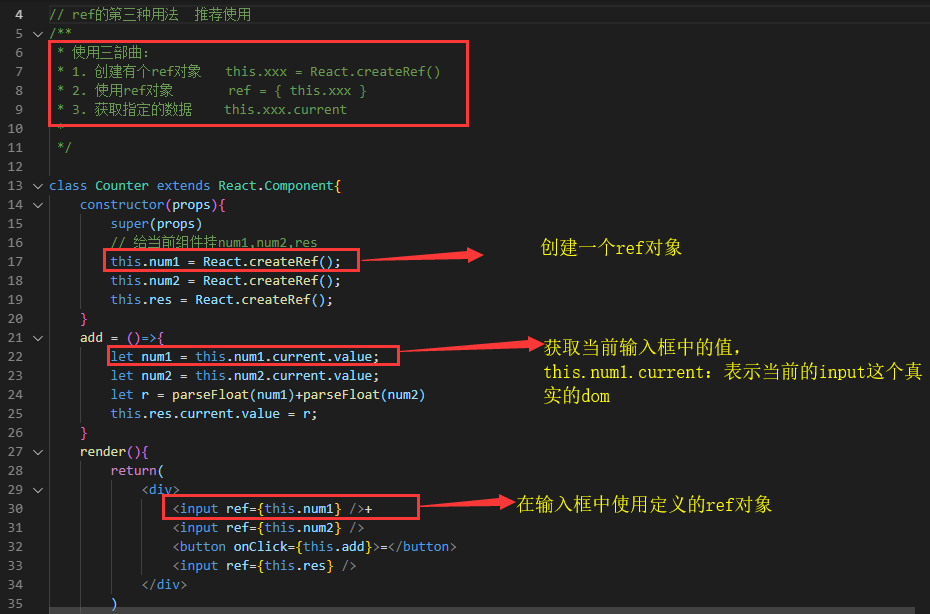 4 // ref的第三种用法 推荐使用
5 /**
6 * 使用三部曲:
7 * 1. 创建有个ref对象 this.xxx = React.createRef()
8 * 2. 使用ref对象 ref = { this.xxx }
9 * 3. 获取指定的数据 this.xxx.current
10 *
11 */
12
13 class Counter extends React.Component{
14 constructor(props){
15 super(props)
16 // 给当前组件挂num1,num2,res
17 this.num1 = React.createRef();
创建一个ref对象
18 this.num2 = React.createRef();
19 this.res = React.createRef();
20 }
21 add = ()=>{
22 let num1 = this.num1.current.value;
获取当前输入框中的值,
this.num1.current: 表示当前的input这个真
实的dom
23 let num2 = this.num2.current.value;
24 let r = parseFloat(num1)+parseFloat(num2)
25 this.res.current.value = r;
26 }
27 render(){
28 return(
29 <div>
30 <input ref={this.num1} />+
在输入框中使用定义的ref对象
31 <input ref={this.num2} />
32 <button onClick={this.add}>=</button>
33 <input ref={this.res} />
34 </div>
35 )